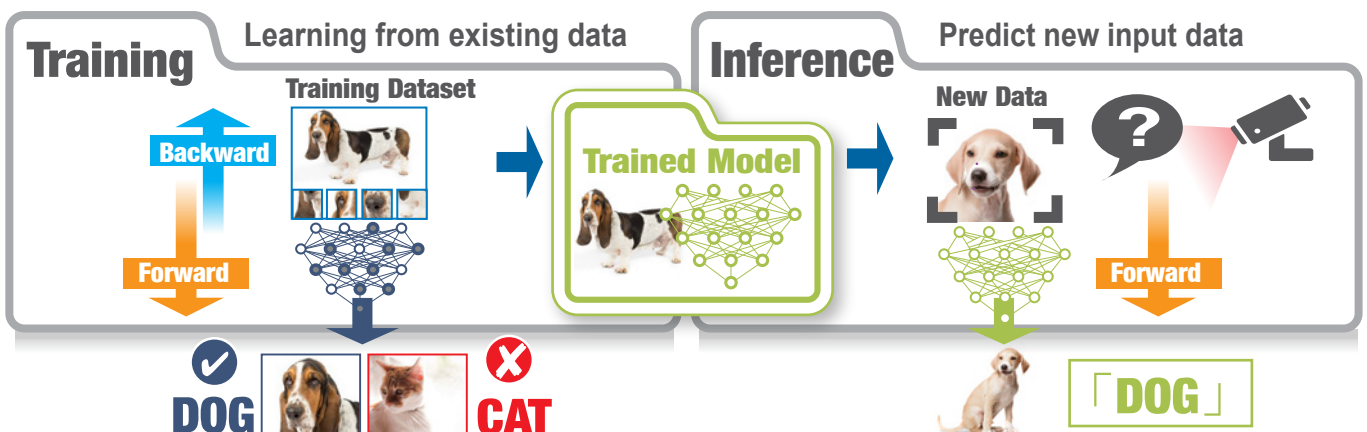 Training
Learning from existing data
Training Dataset
Backward
Forward
DOG
CAT
Trained Model
Inference
Predict new input data
New Data
?
Forward
「DOG」